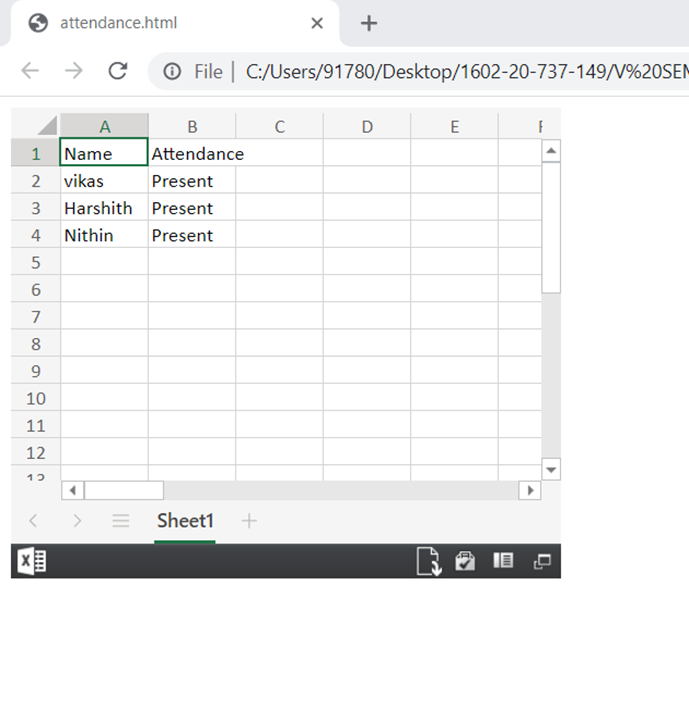 attendance.html
File | C:/Users/91780/Desktop/1602-20-737-149/V%20SEM
A B C D E F
1 Name Attendance
2 vikas Present
3 Harshith Present
4 Nithin Present
5
6
7
8
9
10
11
12
13
Sheet1